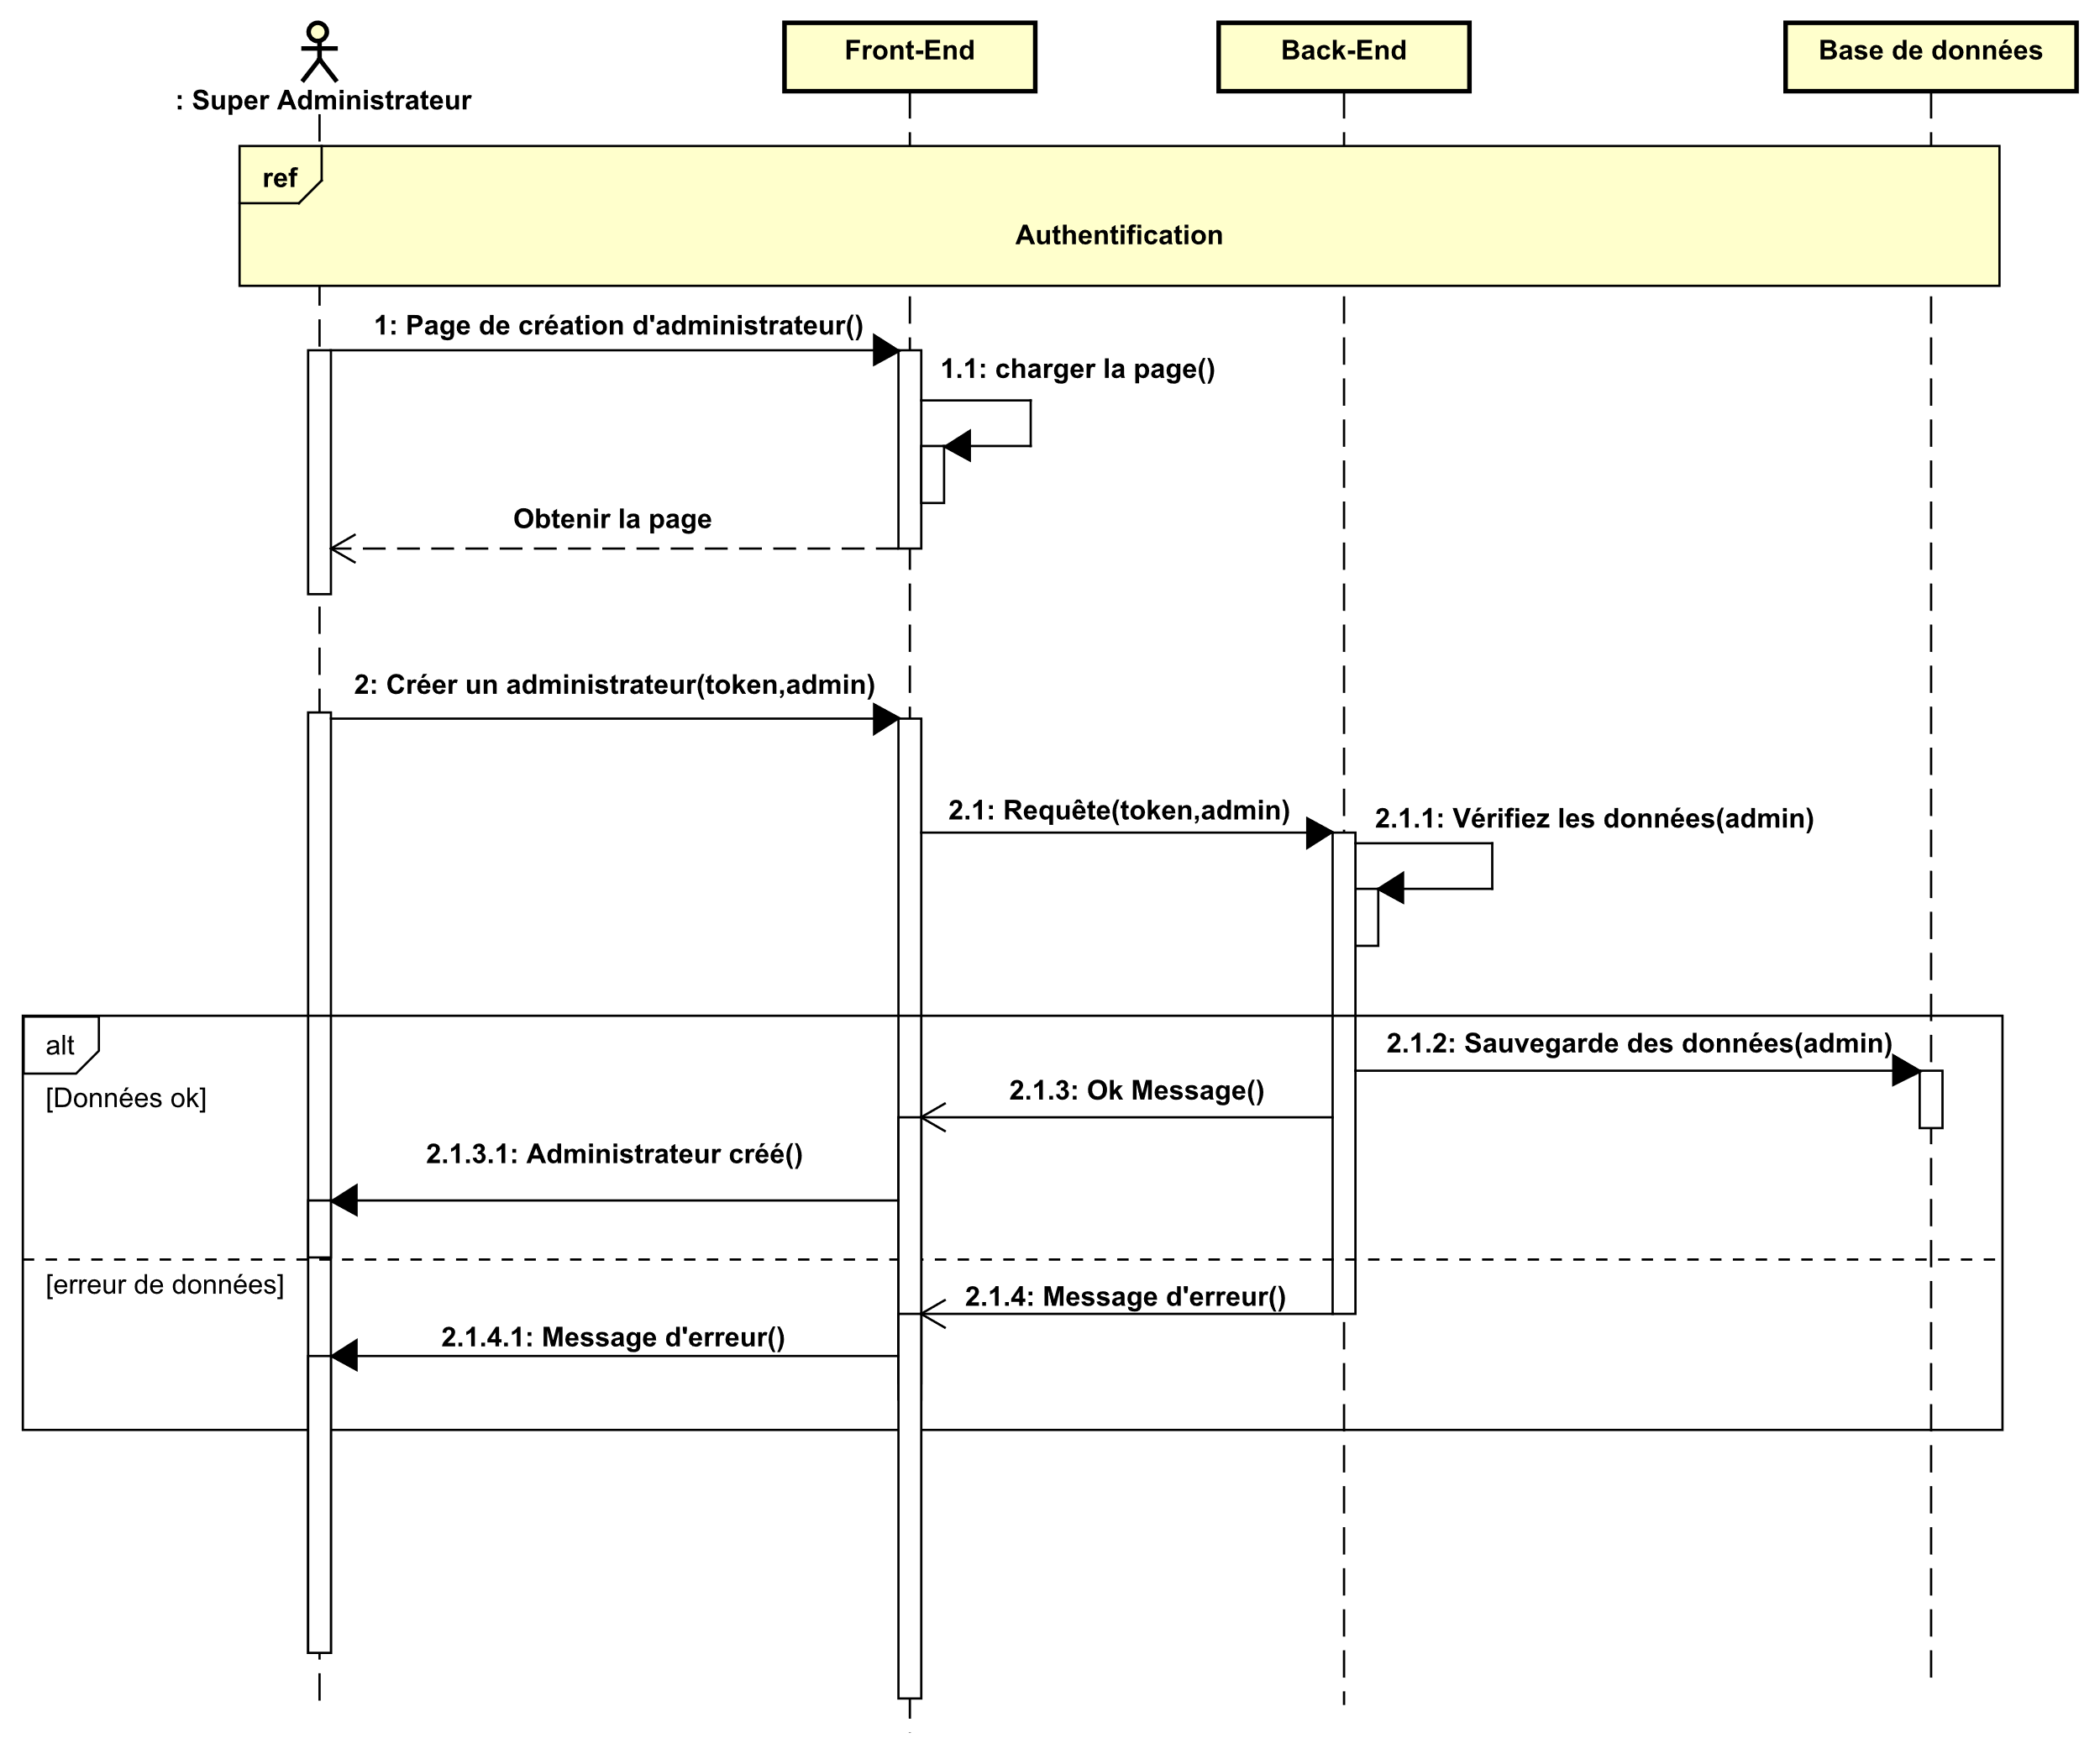 : Super Administrateur
Front-End
Back-End
Base de données
ref
Authentification
1: Page de création d'administrateur()
1.1: charger la page()
Obtenir la page
2: Créer un administrateur(token,admin)
2.1: Requête(token,admin)
2.1.1: Vérifiez les données(admin)
alt
2.1.2: Sauvegarde des données(admin)
[Données ok]
2.1.3: Ok Message()
2.1.3.1: Administrateur créé()
[erreur de données]
2.1.4: Message d'erreur()
2.1.4.1: Message d'erreur()